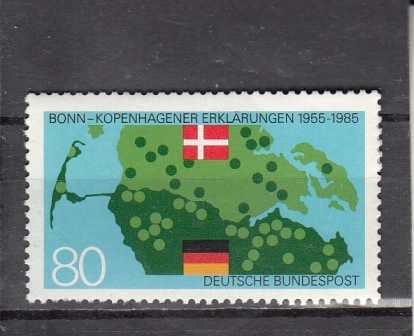 BONN-KOPENHAGENER ERKLÄRUNGEN 1955-1985
80
DEUTSCHE BUNDESPOST